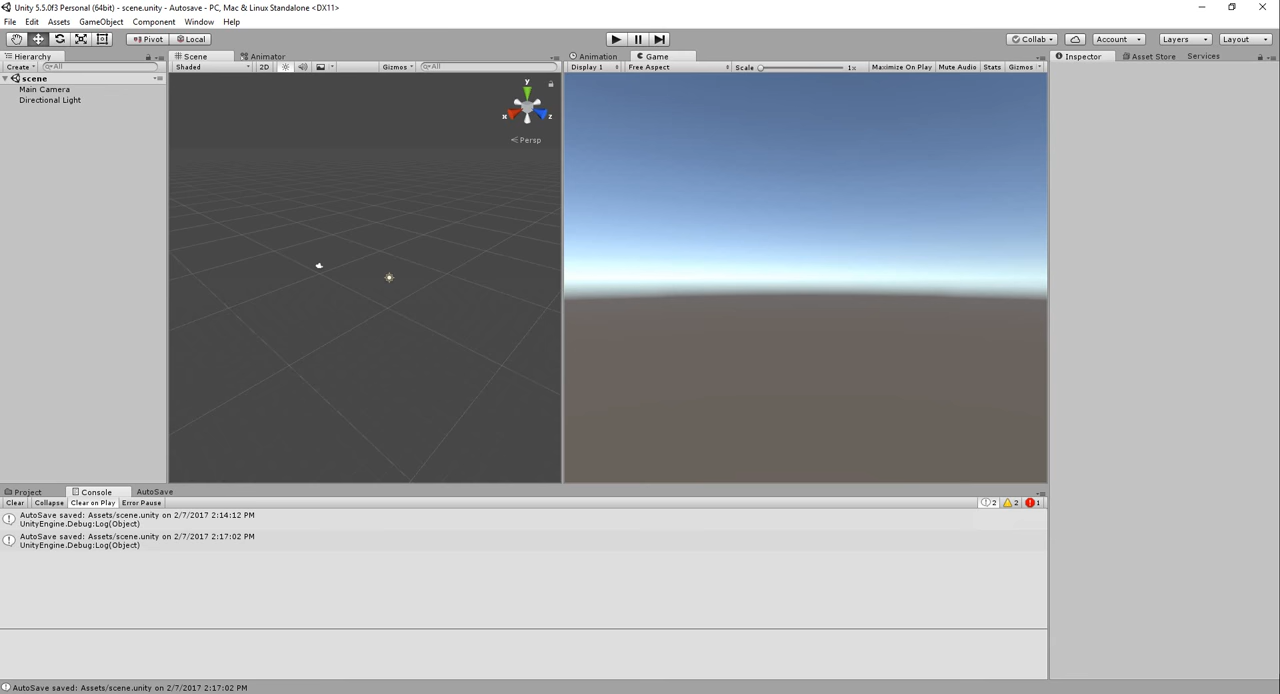 Unity 5.5.0f3 Personal (64bit) - scene.unity - Autosave - PC, Mac & Linux Standalone <DX11>
File Edit Assets GameObject Component Window Help
Pivot Local Collab Account Layers Layout
Hierarchy Scene Animator Animation Game Inspector Asset Store Services
Create All Shaded 2D Gizmos All Display 1 Free Aspect Scale 1x Maximize On Play Mute Audio Stats Gizmos
scene
Main Camera
Directional Light
y
x z
Persp
Project Console AutoSave
Clear Collapse Clear on Play Error Pause 2 2 1
AutoSave saved: Assets/scene.unity on 2/7/2017 2:14:12 PM
UnityEngine.Debug:Log(Object)
AutoSave saved: Assets/scene.unity on 2/7/2017 2:17:02 PM
UnityEngine.Debug:Log(Object)
AutoSave saved: Assets/scene.unity on 2/7/2017 2:17:02 PM